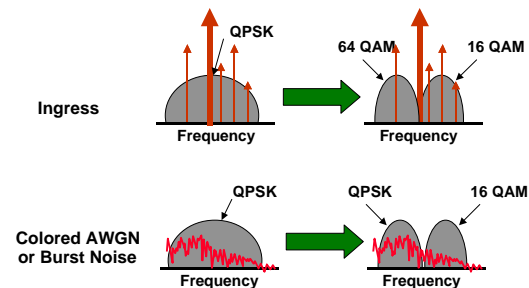 QPSK
64 QAM
16 QAM
Ingress
Frequency
Frequency
QPSK
QPSK
16 QAM
Colored AWGN
or Burst Noise
Frequency
Frequency